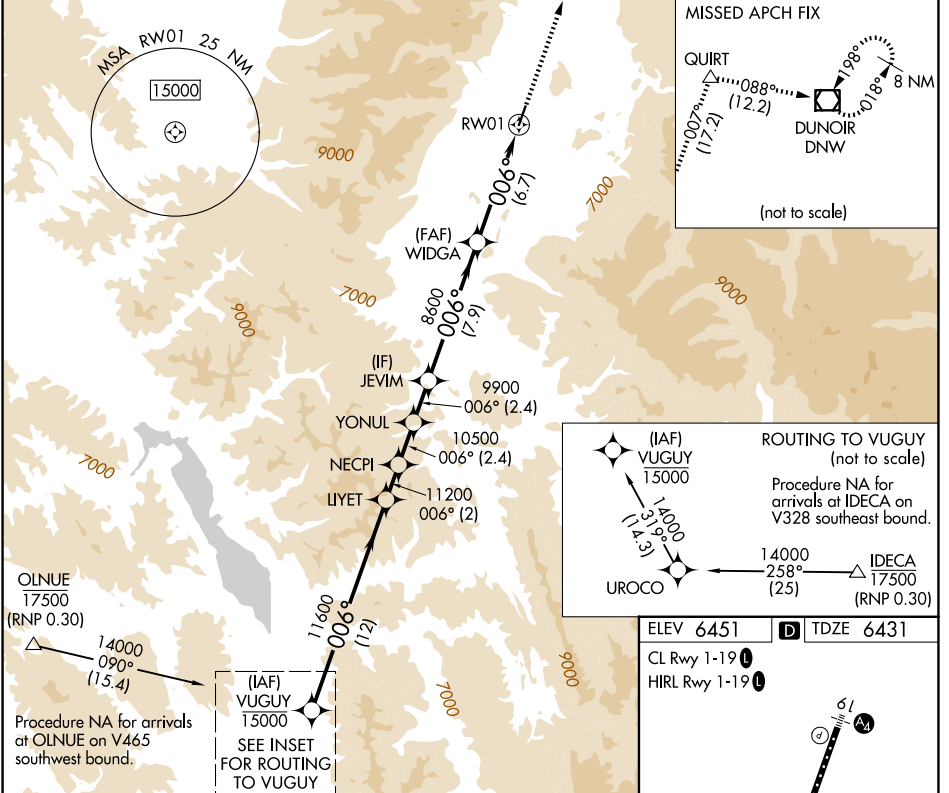 MSA RW01 25 NM
15000
9000
RW01
006°
(6.7)
7000
(FAF)
WIDGA
7000
9000
8600
006°
(7.9)
(IF)
JEVIM
9900
006° (2.4)
YONUL
10500
006° (2.4)
NECPI
11200
006° (2)
LIYET
7000
11600
006°
(12)
OLNUE
17500
(RNP 0.30)
14000
090°
(15.4)
Procedure NA for arrivals
at OLNUE on V465
southwest bound.
(IAF)
VUGUY
15000
SEE INSET
FOR ROUTING
TO VUGUY
7000
9000
9000
MISSED APCH FIX
QUIRT
088°
(12.2)
007°
(17.2)
198°
018°
8 NM
DUNOIR
DNW
(not to scale)
(IAF)
VUGUY
15000
ROUTING TO VUGUY
(not to scale)
Procedure NA for
arrivals at IDECA on
V328 southeast bound.
14000
319°
(14.3)
UROCO
14000
258°
(25)
IDECA
17500
(RNP 0.30)
ELEV 6451
D
TDZE 6431
CL Rwy 1-19 L
HIRL Rwy 1-19 L
19
A4
P